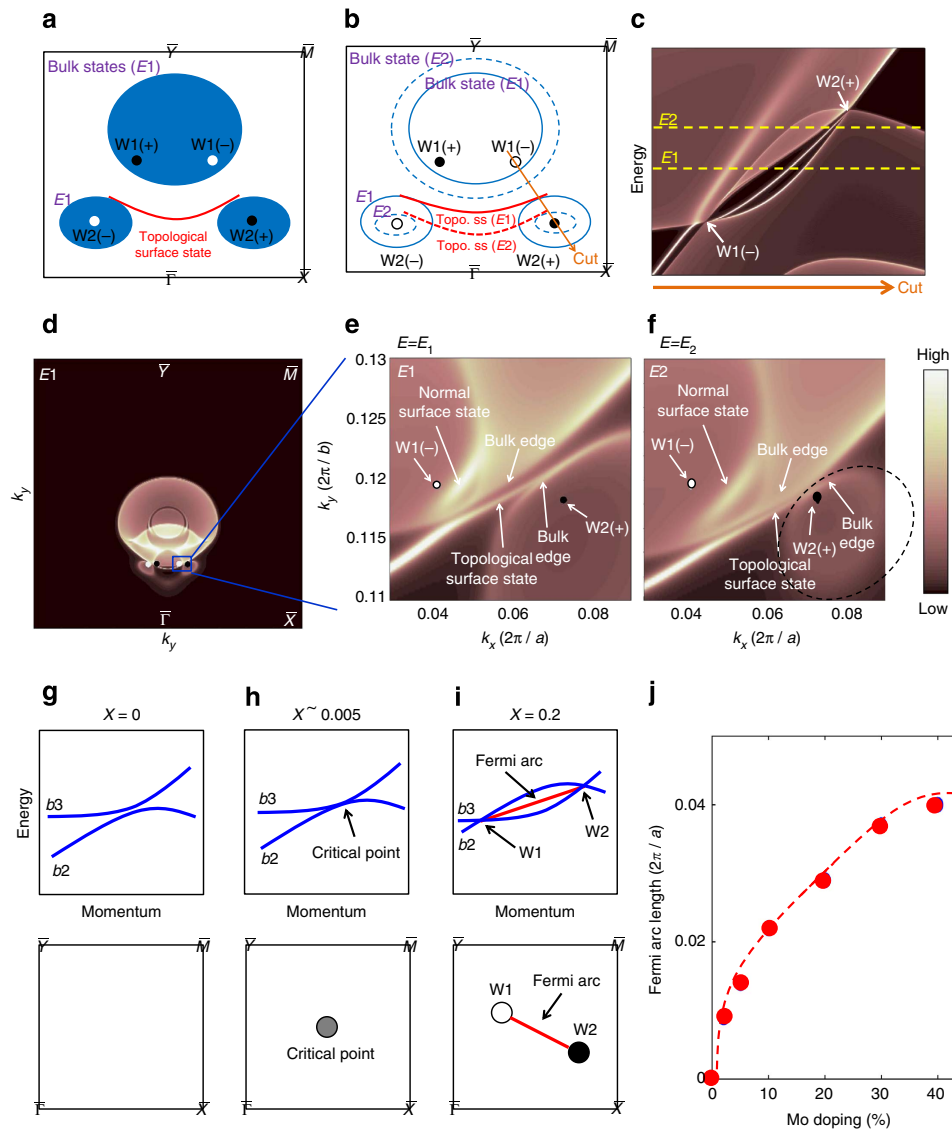 a
Y̅
M̅
Bulk states (E1)
W1(+)
W1(−)
E1
W2(−)
W2(+)
Topological
surface state
Γ̅
X̅
b
Y̅
M̅
Bulk state (E2)
Bulk state (E1)
W1(+)
W1(−)
E1
E2
Topo. ss (E1)
Topo. ss (E2)
W2(−)
W2(+)
Cut
Γ̅
X̅
c
W2(+)
E2
E1
Energy
W1(−)
Cut
d
E1
Y̅
M̅
ky
Γ̅
X̅
ky
e
E=E1
0.13
0.125
0.12
0.115
0.11
ky (2π / b)
E1
Normal
surface state
W1(−)
Bulk edge
W2(+)
Bulk
edge
Topological
surface state
0.04
0.06
0.08
kx (2π / a)
f
E=E2
E2
Normal
surface state
W1(−)
Bulk edge
W2(+)
Bulk
edge
Topological
surface state
0.04
0.06
0.08
kx (2π / a)
High
Low
g
X = 0
Energy
b3
b2
Momentum
Y̅
M̅
Γ̅
X̅
h
X ~ 0.005
b3
b2
Critical point
Momentum
Y̅
M̅
Critical point
Γ̅
X̅
i
X = 0.2
Fermi arc
b3
b2
W1
W2
Momentum
Y̅
M̅
Fermi arc
W1
W2
Γ̅
X̅
j
Fermi arc length (2π / a)
0.04
0.02
0
0
10
20
30
40
Mo doping (%)